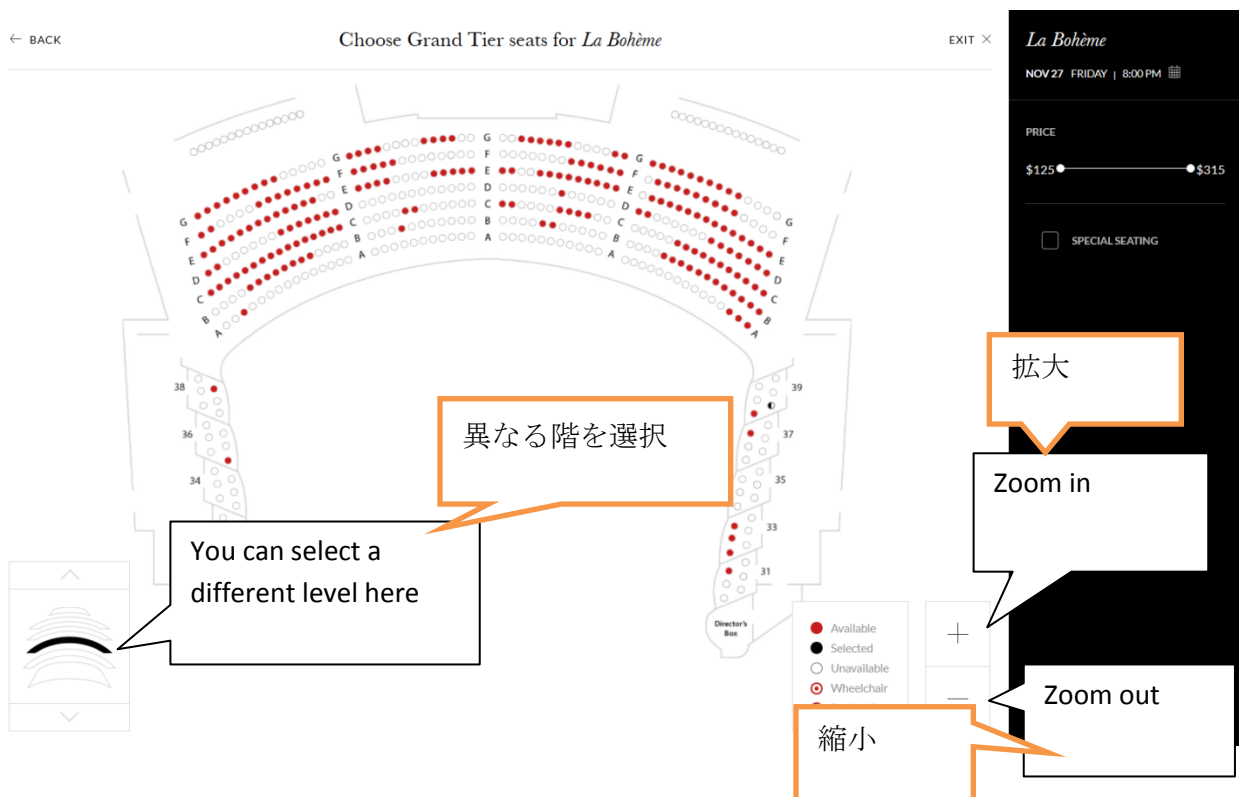 ← BACK
Choose Grand Tier seats for La Bohème
EXIT ×
La Bohème
NOV 27 FRIDAY | 8:00 PM
PRICE
$125 $315
SPECIAL SEATING
G
F
E
D
C
B
A
G
F
E
D
C
B
A
G
F
E
D
C
B
A
G
F
E
D
C
B
A
G
F
E
D
C
B
A
38
36
34
39
37
35
33
31
Director's
Box
拡大
Zoom in
異なる階を選択
You can select a
different level here
Available
Selected
Unavailable
Wheelchair
+
−
Zoom out
縮小